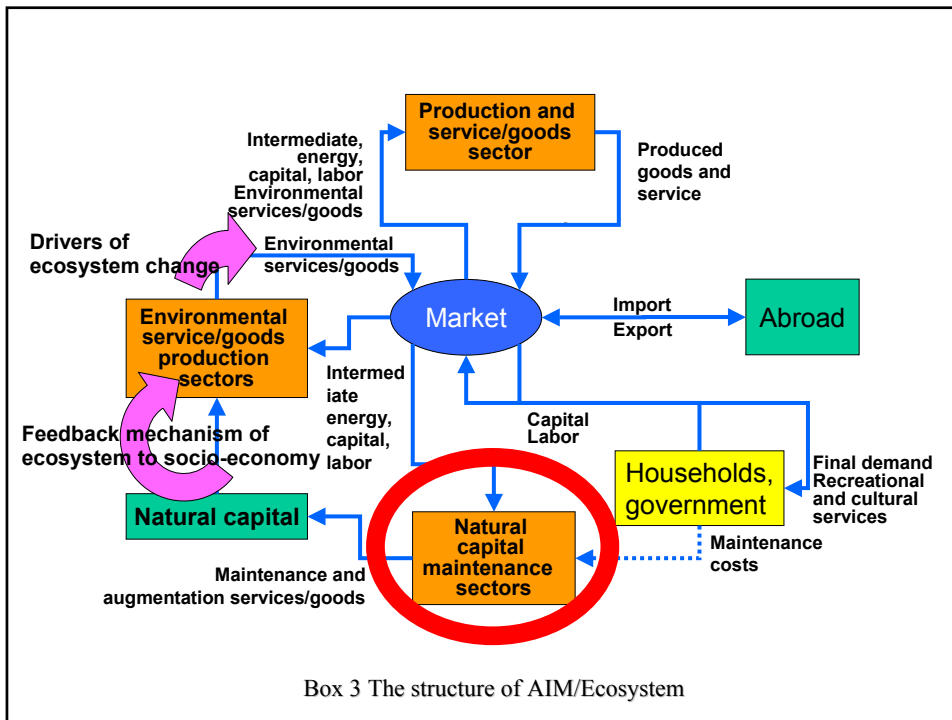 Production and
service/goods
sector
Intermediate,
energy,
capital, labor
Environmental
services/goods
Produced
goods and
service
Drivers of
ecosystem change
Environmental
services/goods
Environmental
service/goods
production
sectors
Market
Import
Export
Abroad
Intermed
iate
energy,
capital,
labor
Capital
Labor
Feedback mechanism of
ecosystem to socio-economy
Households,
government
Final demand
Recreational
and cultural
services
Natural capital
Natural
capital
maintenance
sectors
Maintenance
costs
Maintenance and
augmentation services/goods
Box 3 The structure of AIM/Ecosystem